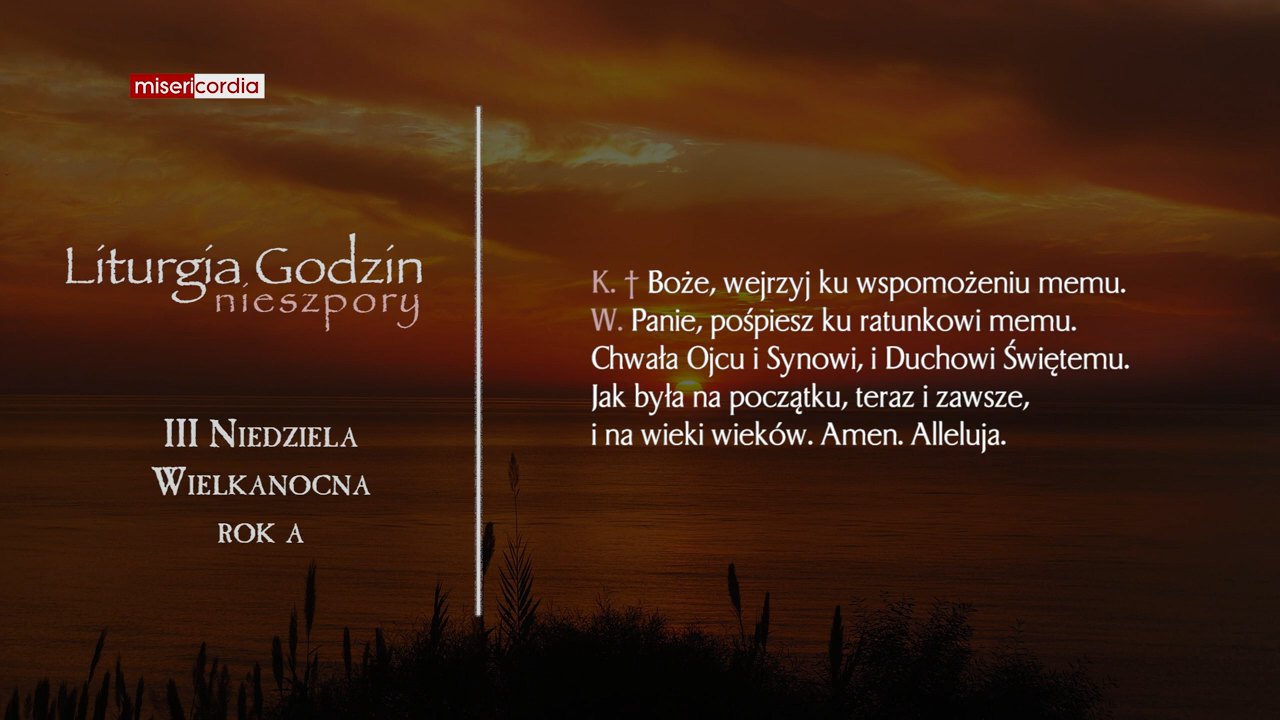 misericordia
Liturgia Godzin
nieszpory
III Niedziela
Wielkanocna
rok a
K. † Boże, wejrzyj ku wspomożeniu memu.
W. Panie, pośpiesz ku ratunkowi memu.
Chwała Ojcu i Synowi, i Duchowi Świętemu.
Jak była na początku, teraz i zawsze,
i na wieki wieków. Amen. Alleluja.